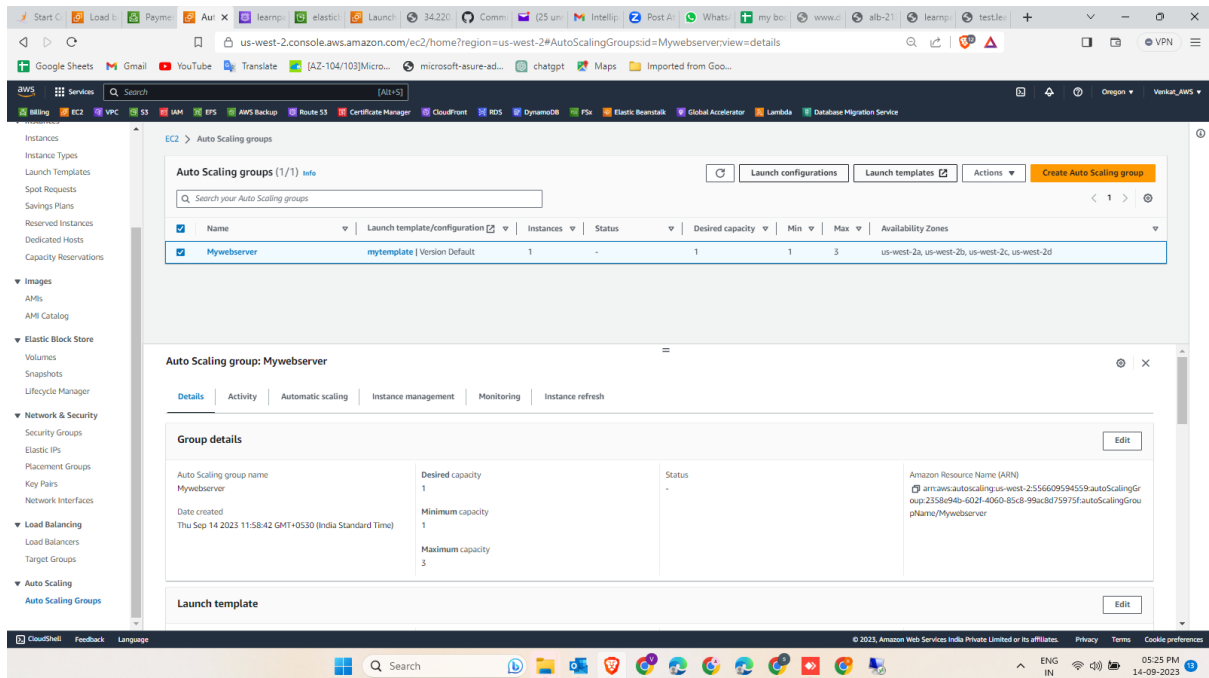 Start C
Load b
Payme
Aut
learnp
elastic
Launch
34.220.
Comm
(25 un
Intellip
Post A
Whats
my bo
www.d
alb-21
learnp
test.le
us-west-2.console.aws.amazon.com/ec2/home?region=us-west-2#AutoScalingGroups:id=Mywebserver;view=details
VPN
Google Sheets
Gmail
YouTube
Translate
[AZ-104/103]Micro...
microsoft-asure-ad...
chatgpt
Maps
Imported from Goo...
aws
Services
Search
[Alt+S]
Oregon
Venkat_AWS
Billing
EC2
VPC
S3
IAM
EFS
AWS Backup
Route 53
Certificate Manager
CloudFront
RDS
DynamoDB
FSx
Elastic Beanstalk
Global Accelerator
Lambda
Database Migration Service
Instances
Instances
Instance Types
Launch Templates
Spot Requests
Savings Plans
Reserved Instances
Dedicated Hosts
Capacity Reservations
Images
AMIs
AMI Catalog
Elastic Block Store
Volumes
Snapshots
Lifecycle Manager
Network & Security
Security Groups
Elastic IPs
Placement Groups
Key Pairs
Network Interfaces
Load Balancing
Load Balancers
Target Groups
Auto Scaling
Auto Scaling Groups
EC2 > Auto Scaling groups
Auto Scaling groups (1/1) Info
Launch configurations
Launch templates
Actions
Create Auto Scaling group
Search your Auto Scaling groups
1
Name
Launch template/configuration
Instances
Status
Desired capacity
Min
Max
Availability Zones
Mywebserver
mytemplate | Version Default
1
-
1
1
3
us-west-2a, us-west-2b, us-west-2c, us-west-2d
Auto Scaling group: Mywebserver
Details
Activity
Automatic scaling
Instance management
Monitoring
Instance refresh
Group details
Edit
Auto Scaling group name
Mywebserver
Date created
Thu Sep 14 2023 11:58:42 GMT+0530 (India Standard Time)
Desired capacity
1
Minimum capacity
1
Maximum capacity
3
Status
-
Amazon Resource Name (ARN)
arn:aws:autoscaling:us-west-2:556609594559:autoScalingGr
oup:2358e94b-602f-4060-85c8-99ac8d75975f:autoScalingGrou
pName/Mywebserver
Launch template
Edit
CloudShell
Feedback
Language
© 2023, Amazon Web Services India Private Limited or its affiliates.
Privacy
Terms
Cookie preferences
Search
ENG
IN
05:25 PM
14-09-2023
13